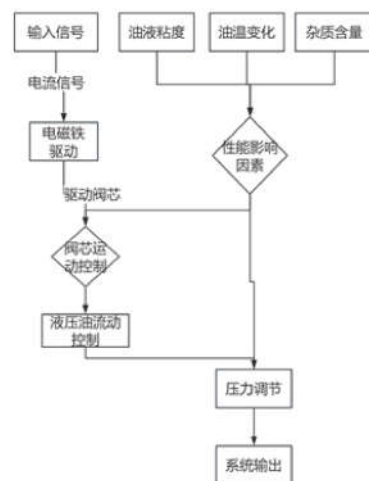 输入信号
油液粘度
油温变化
杂质含量
电流信号
电磁铁
驱动
性能影响
因素
驱动阀芯
阀芯运
动控制
液压油流动
控制
压力调节
系统输出